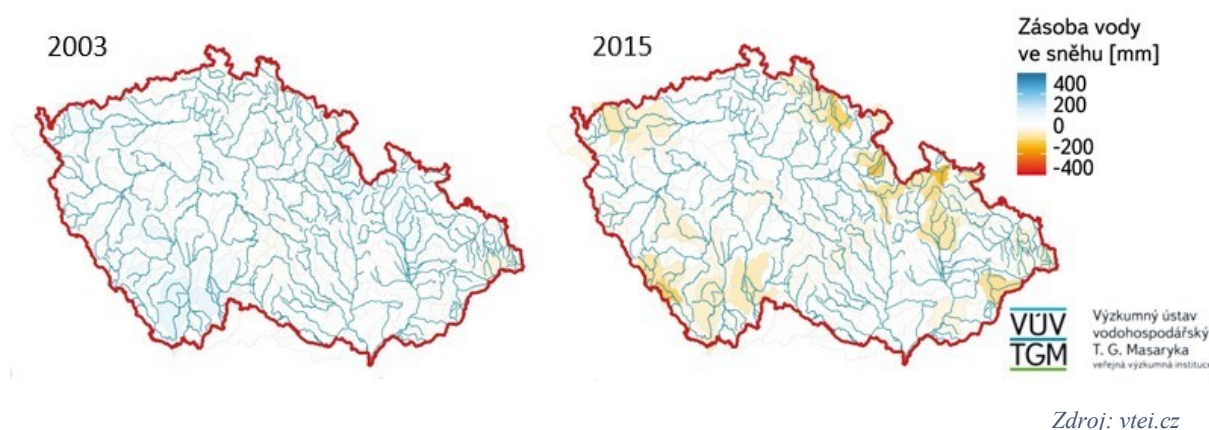 2003
2015
Zásoba vody
ve sněhu [mm]
400
200
0
-200
-400
VÚV
TGM
Výzkumný ústav
vodohospodářský
T. G. Masaryka
veřejná výzkumná instituce
Zdroj: vtei.cz